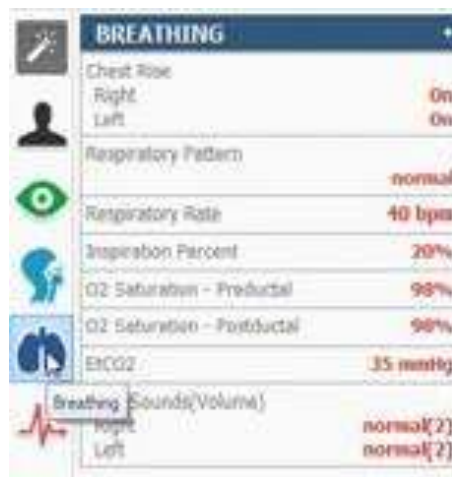 BREATHING +
Chest Rise
Right On
Left On
Respiratory Pattern
normal
Respiratory Rate 40 bpm
Inspiration Percent 20%
O2 Saturation - Preductal 98%
O2 Saturation - Postductal 98%
EtCO2 35 mmHg
Breathing Sounds(Volume)
Right normal(2)
Left normal(2)